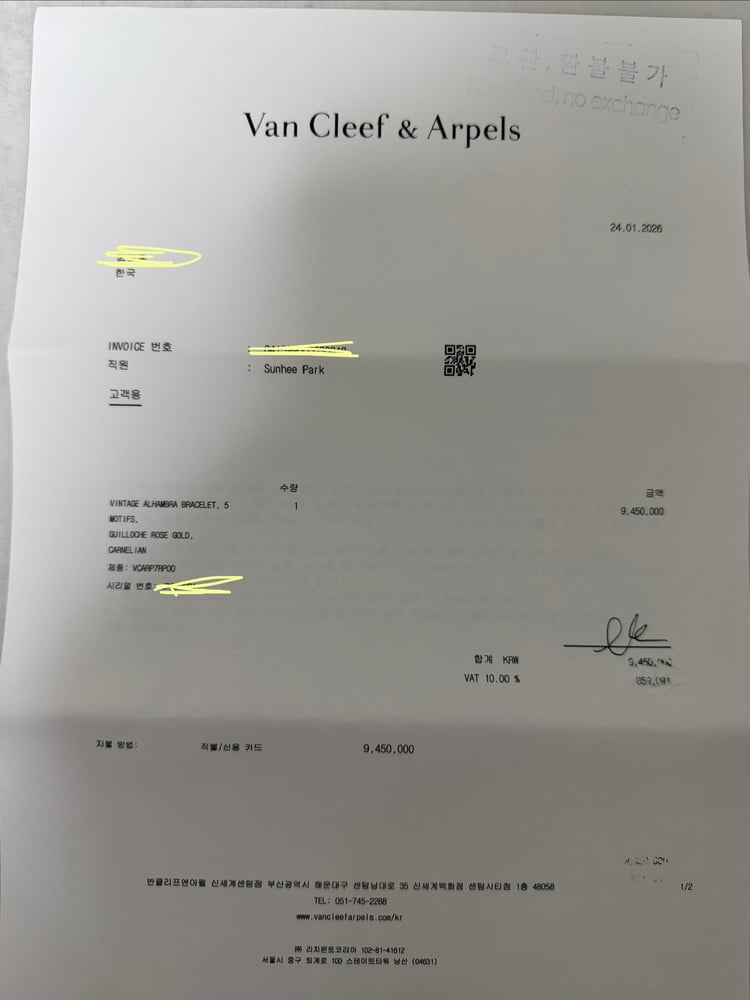 교환, 환불불가
no exchange
Van Cleef & Arpels
24.01.2026
한국
INVOICE 번호 :
직원 : Sunhee Park
고객용
수량 금액
VINTAGE ALHAMBRA BRACELET, 5 1 9,450,000
MOTIFS,
GUILLOCHE ROSE GOLD,
CARNELIAN
제품: VCARP7RP00
시리얼 번호:
합계 KRW 9,450,000
VAT 10.00 % 859,091
지불 방법: 직불/신용 카드 9,450,000
반클리프앤아펠 신세계센텀점 부산광역시 해운대구 센텀남대로 35 신세계백화점 센텀시티점 1층 48058
1/2
TEL: 051-745-2268
www.vancleefarpels.com/kr
㈜ 리치몬트코리아 102-81-41612
서울시 중구 퇴계로 100 스테이트타워 남산 (04631)